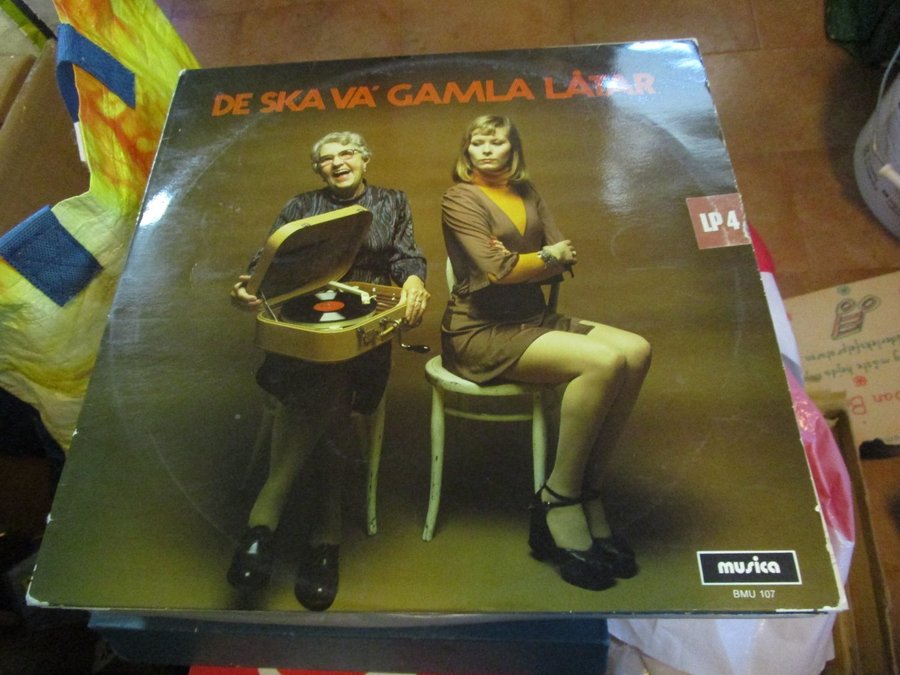 DE SKA VA' GAMLA LÅTAR
LP 4
musica
BMU 107